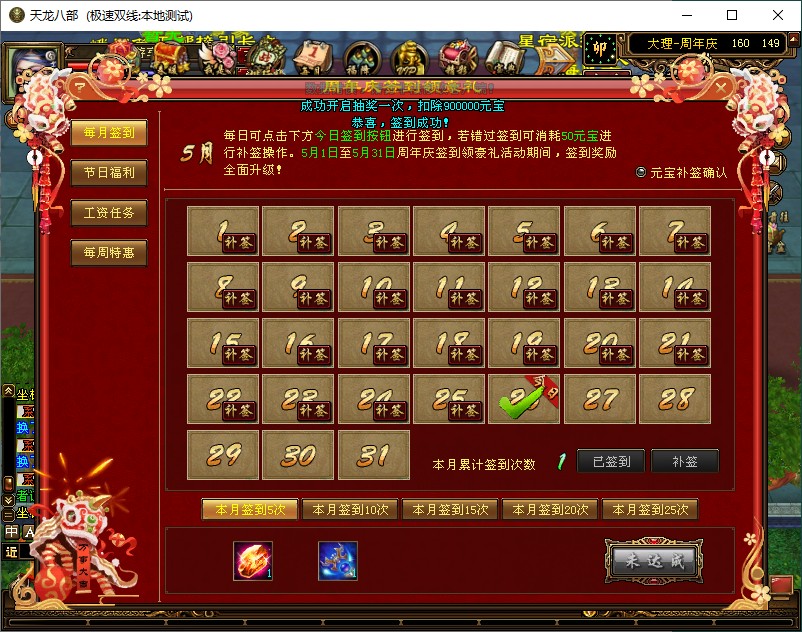 天龙八部 (极速双线:本地测试)
星宿派
大理-周年庆 160 149
卯
周年庆签到领豪礼
成功开启抽奖一次，扣除900000元宝
恭喜，签到成功！
每月签到
节日福利
工资任务
每周特惠
5月
每日可点击下方今日签到按钮进行签到，若错过签到可消耗50元宝进
行补签操作。5月1日至5月31日周年庆签到领豪礼活动期间，签到奖励
全面升级！
元宝补签确认
1 补签 2 补签 3 补签 4 补签 5 补签 6 补签 7 补签
8 补签 9 补签 10 补签 11 补签 12 补签 13 补签 14 补签
15 补签 16 补签 17 补签 18 补签 19 补签 20 补签 21 补签
22 补签 23 补签 24 补签 25 补签 今日 27 28
29 30 31
本月累计签到次数 1 已签到 补签
本月签到5次 本月签到10次 本月签到15次 本月签到20次 本月签到25次
1
未达成
万事大吉
中
近